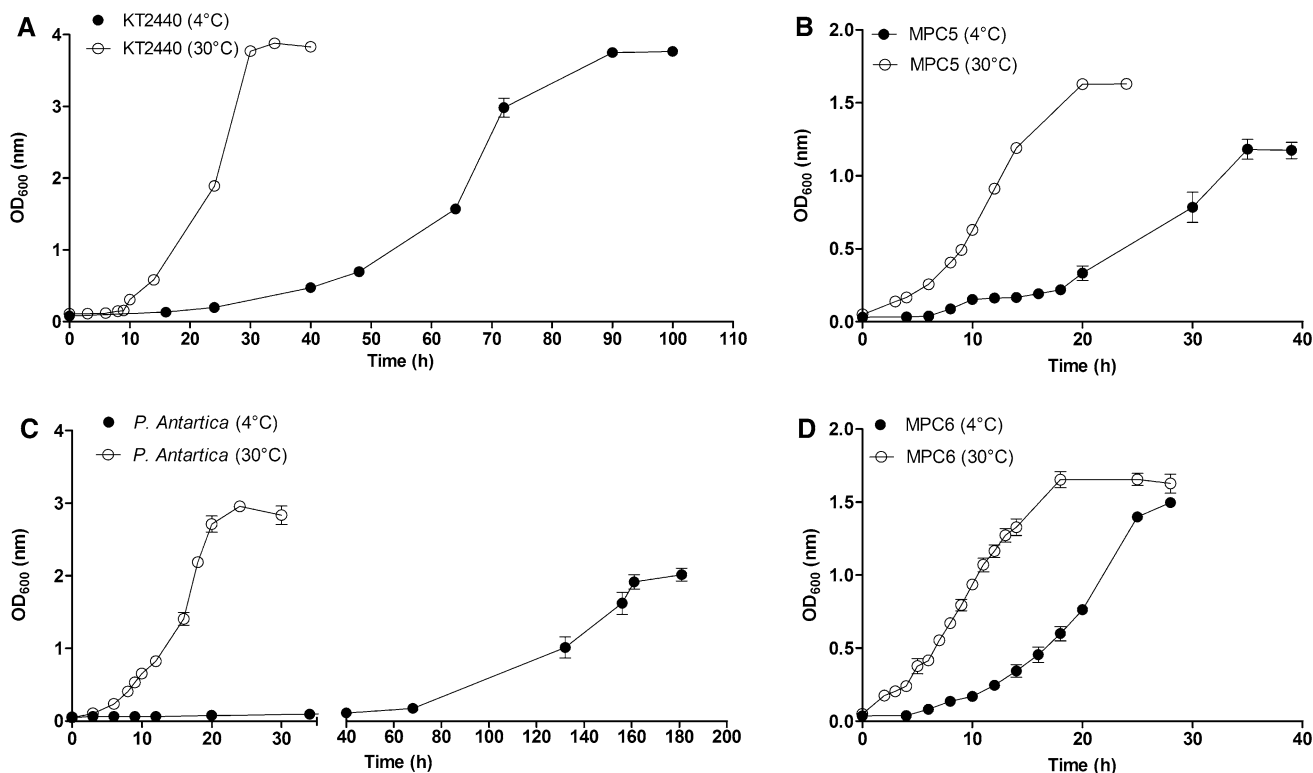 A
KT2440 (4°C)
KT2440 (30°C)
OD600 (nm)
4
3
2
1
0
0 10 20 30 40 50 60 70 80 90 100 110
Time (h)
B
MPC5 (4°C)
MPC5 (30°C)
OD600 (nm)
2.0
1.5
1.0
0.5
0.0
0 10 20 30 40
Time (h)
C
P. Antartica (4°C)
P. Antartica (30°C)
OD600 (nm)
4
3
2
1
0
0 10 20 30 40 60 80 100 120 140 160 180 200
Time (h)
D
MPC6 (4°C)
MPC6 (30°C)
OD600 (nm)
2.0
1.5
1.0
0.5
0.0
0 10 20 30 40
Time (h)